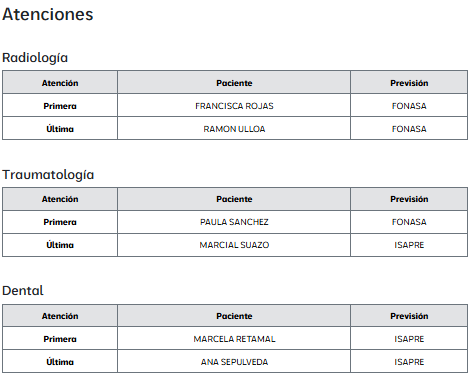 Atenciones
Radiología
Atención Paciente Previsión
Primera FRANCISCA ROJAS FONASA
Última RAMON ULLOA FONASA
Traumatología
Atención Paciente Previsión
Primera PAULA SANCHEZ FONASA
Última MARCIAL SUAZO ISAPRE
Dental
Atención Paciente Previsión
Primera MARCELA RETAMAL ISAPRE
Última ANA SEPULVEDA ISAPRE